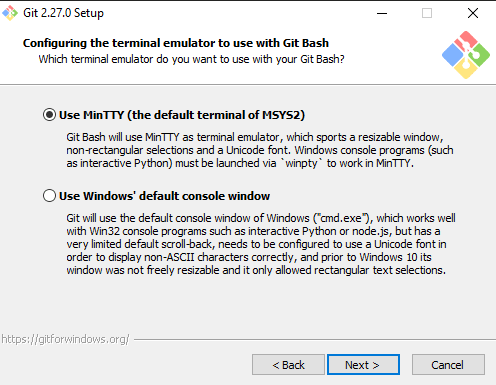 Git 2.27.0 Setup
Configuring the terminal emulator to use with Git Bash
Which terminal emulator do you want to use with your Git Bash?
Use MinTTY (the default terminal of MSYS2)
Git Bash will use MinTTY as terminal emulator, which sports a resizable window,
non-rectangular selections and a Unicode font. Windows console programs (such
as interactive Python) must be launched via `winpty` to work in MinTTY.
Use Windows' default console window
Git will use the default console window of Windows ("cmd.exe"), which works well
with Win32 console programs such as interactive Python or node.js, but has a
very limited default scroll-back, needs to be configured to use a Unicode font in
order to display non-ASCII characters correctly, and prior to Windows 10 its
window was not freely resizable and it only allowed rectangular text selections.
https://gitforwindows.org/
< Back
Next >
Cancel